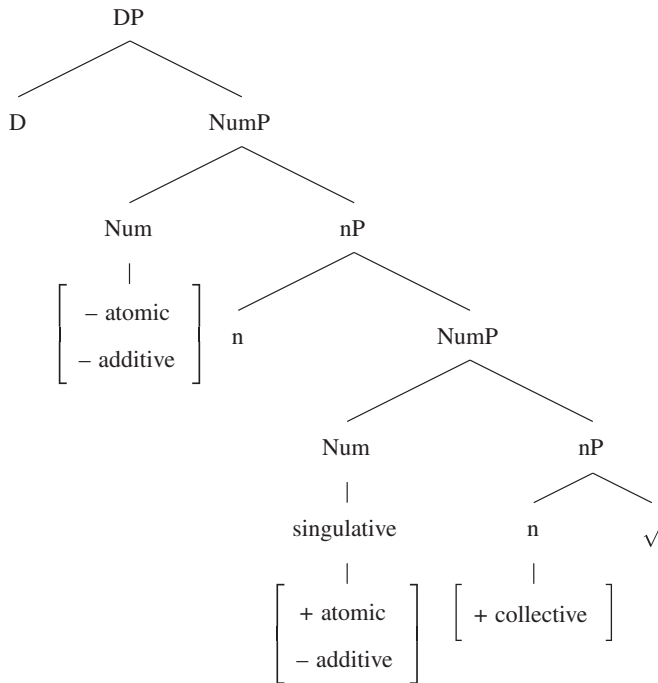 DP
D NumP
Num nP
– atomic
– additive
n NumP
Num nP
singulative n √
+ atomic
– additive
+ collective